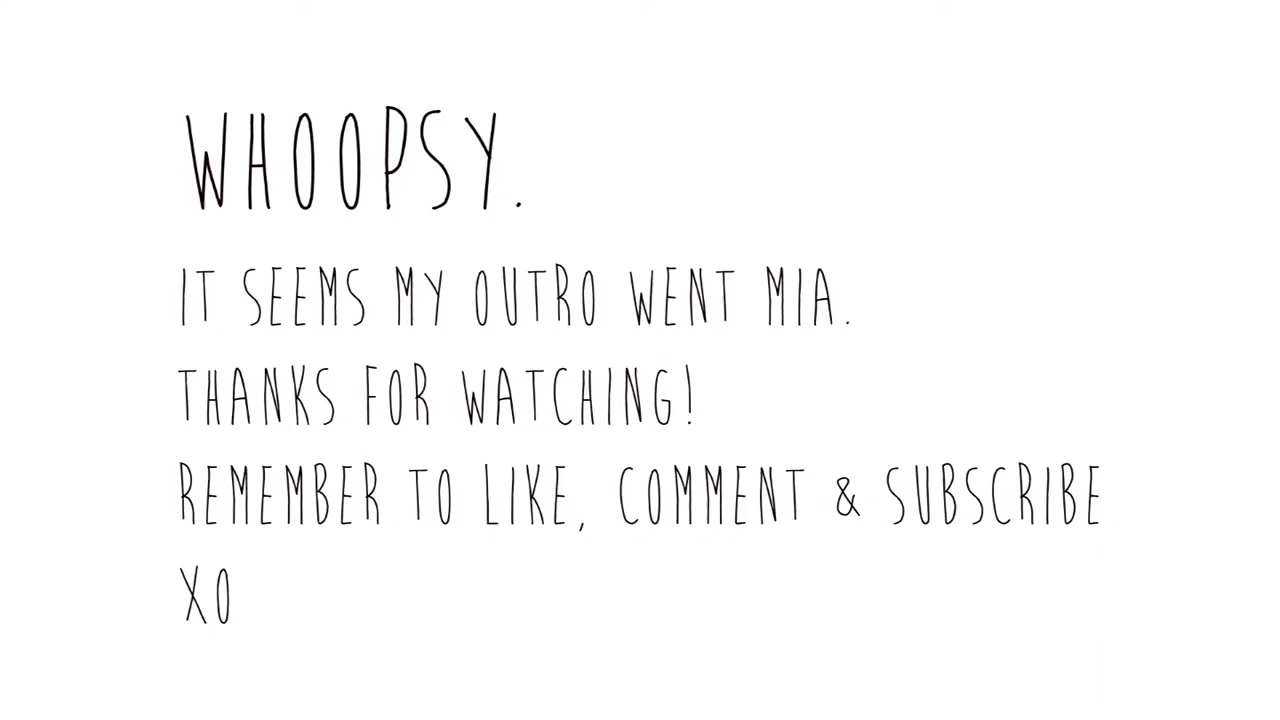 WHOOPSY.
IT SEEMS MY OUTRO WENT MIA.
THANKS FOR WATCHING!
REMEMBER TO LIKE, COMMENT & SUBSCRIBE
XO